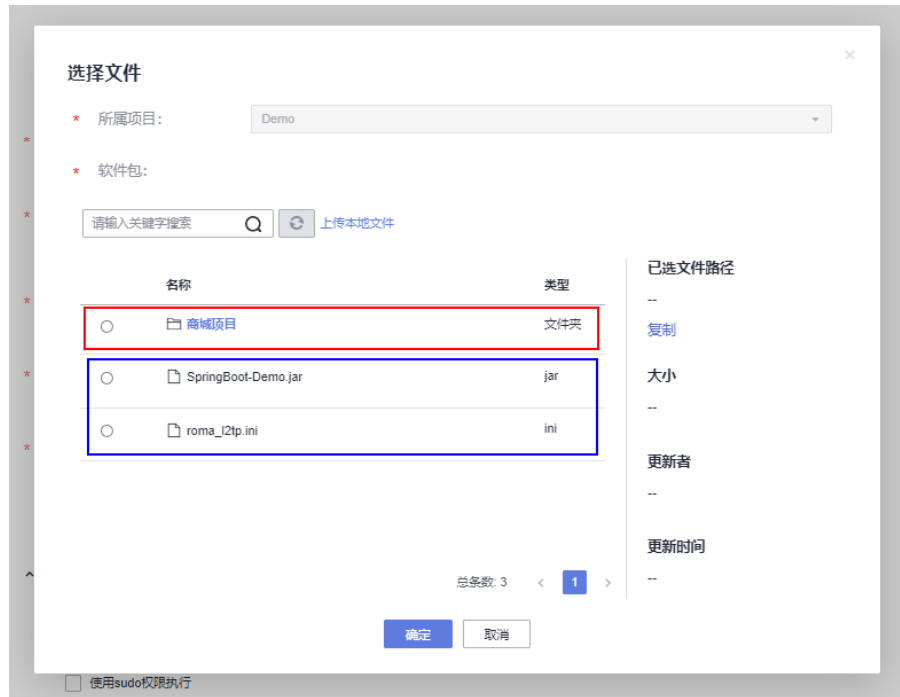 选择文件
* 所属项目: Demo
* 软件包:
请输入关键字搜索 上传本地文件
名称 类型
商城项目 文件夹
SpringBoot-Demo.jar jar
roma_l2tp.ini ini
已选文件路径
--
复制
大小
--
更新者
--
更新时间
--
总条数: 3 < 1 >
确定 取消
使用sudo权限执行